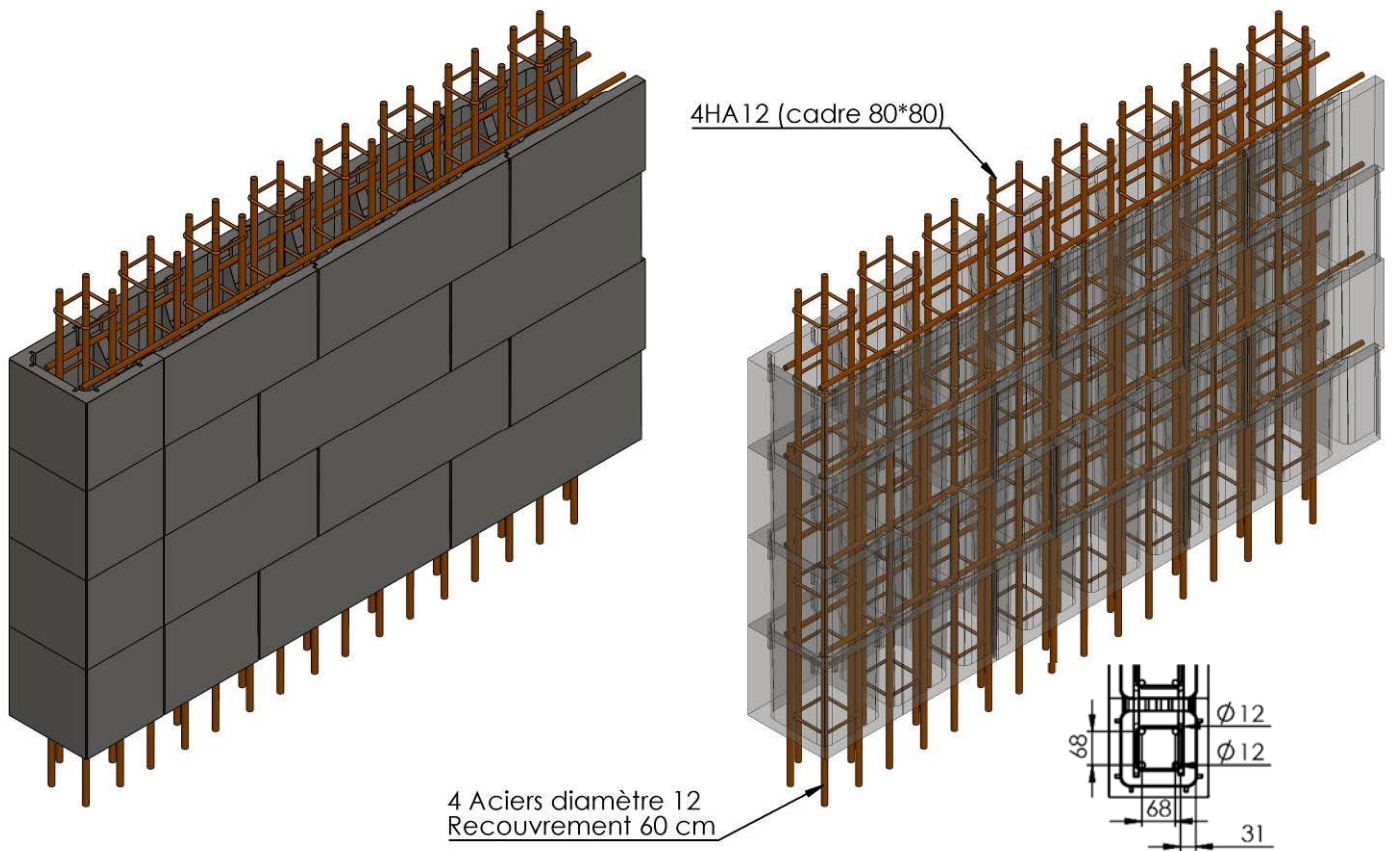 4HA12 (cadre 80*80)
4 Aciers diamètre 12
Recouvrement 60 cm
Ø12
68
Ø12
68
31